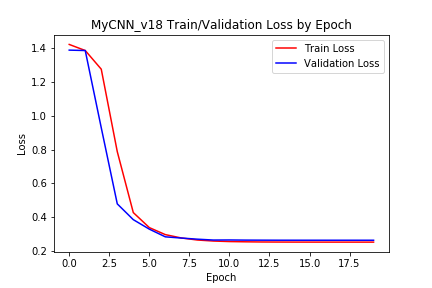 MyCNN_v18 Train/Validation Loss by Epoch
Train Loss
Validation Loss
1.4
1.2
1.0
0.8
0.6
0.4
0.2
Loss
0.0 2.5 5.0 7.5 10.0 12.5 15.0 17.5
Epoch